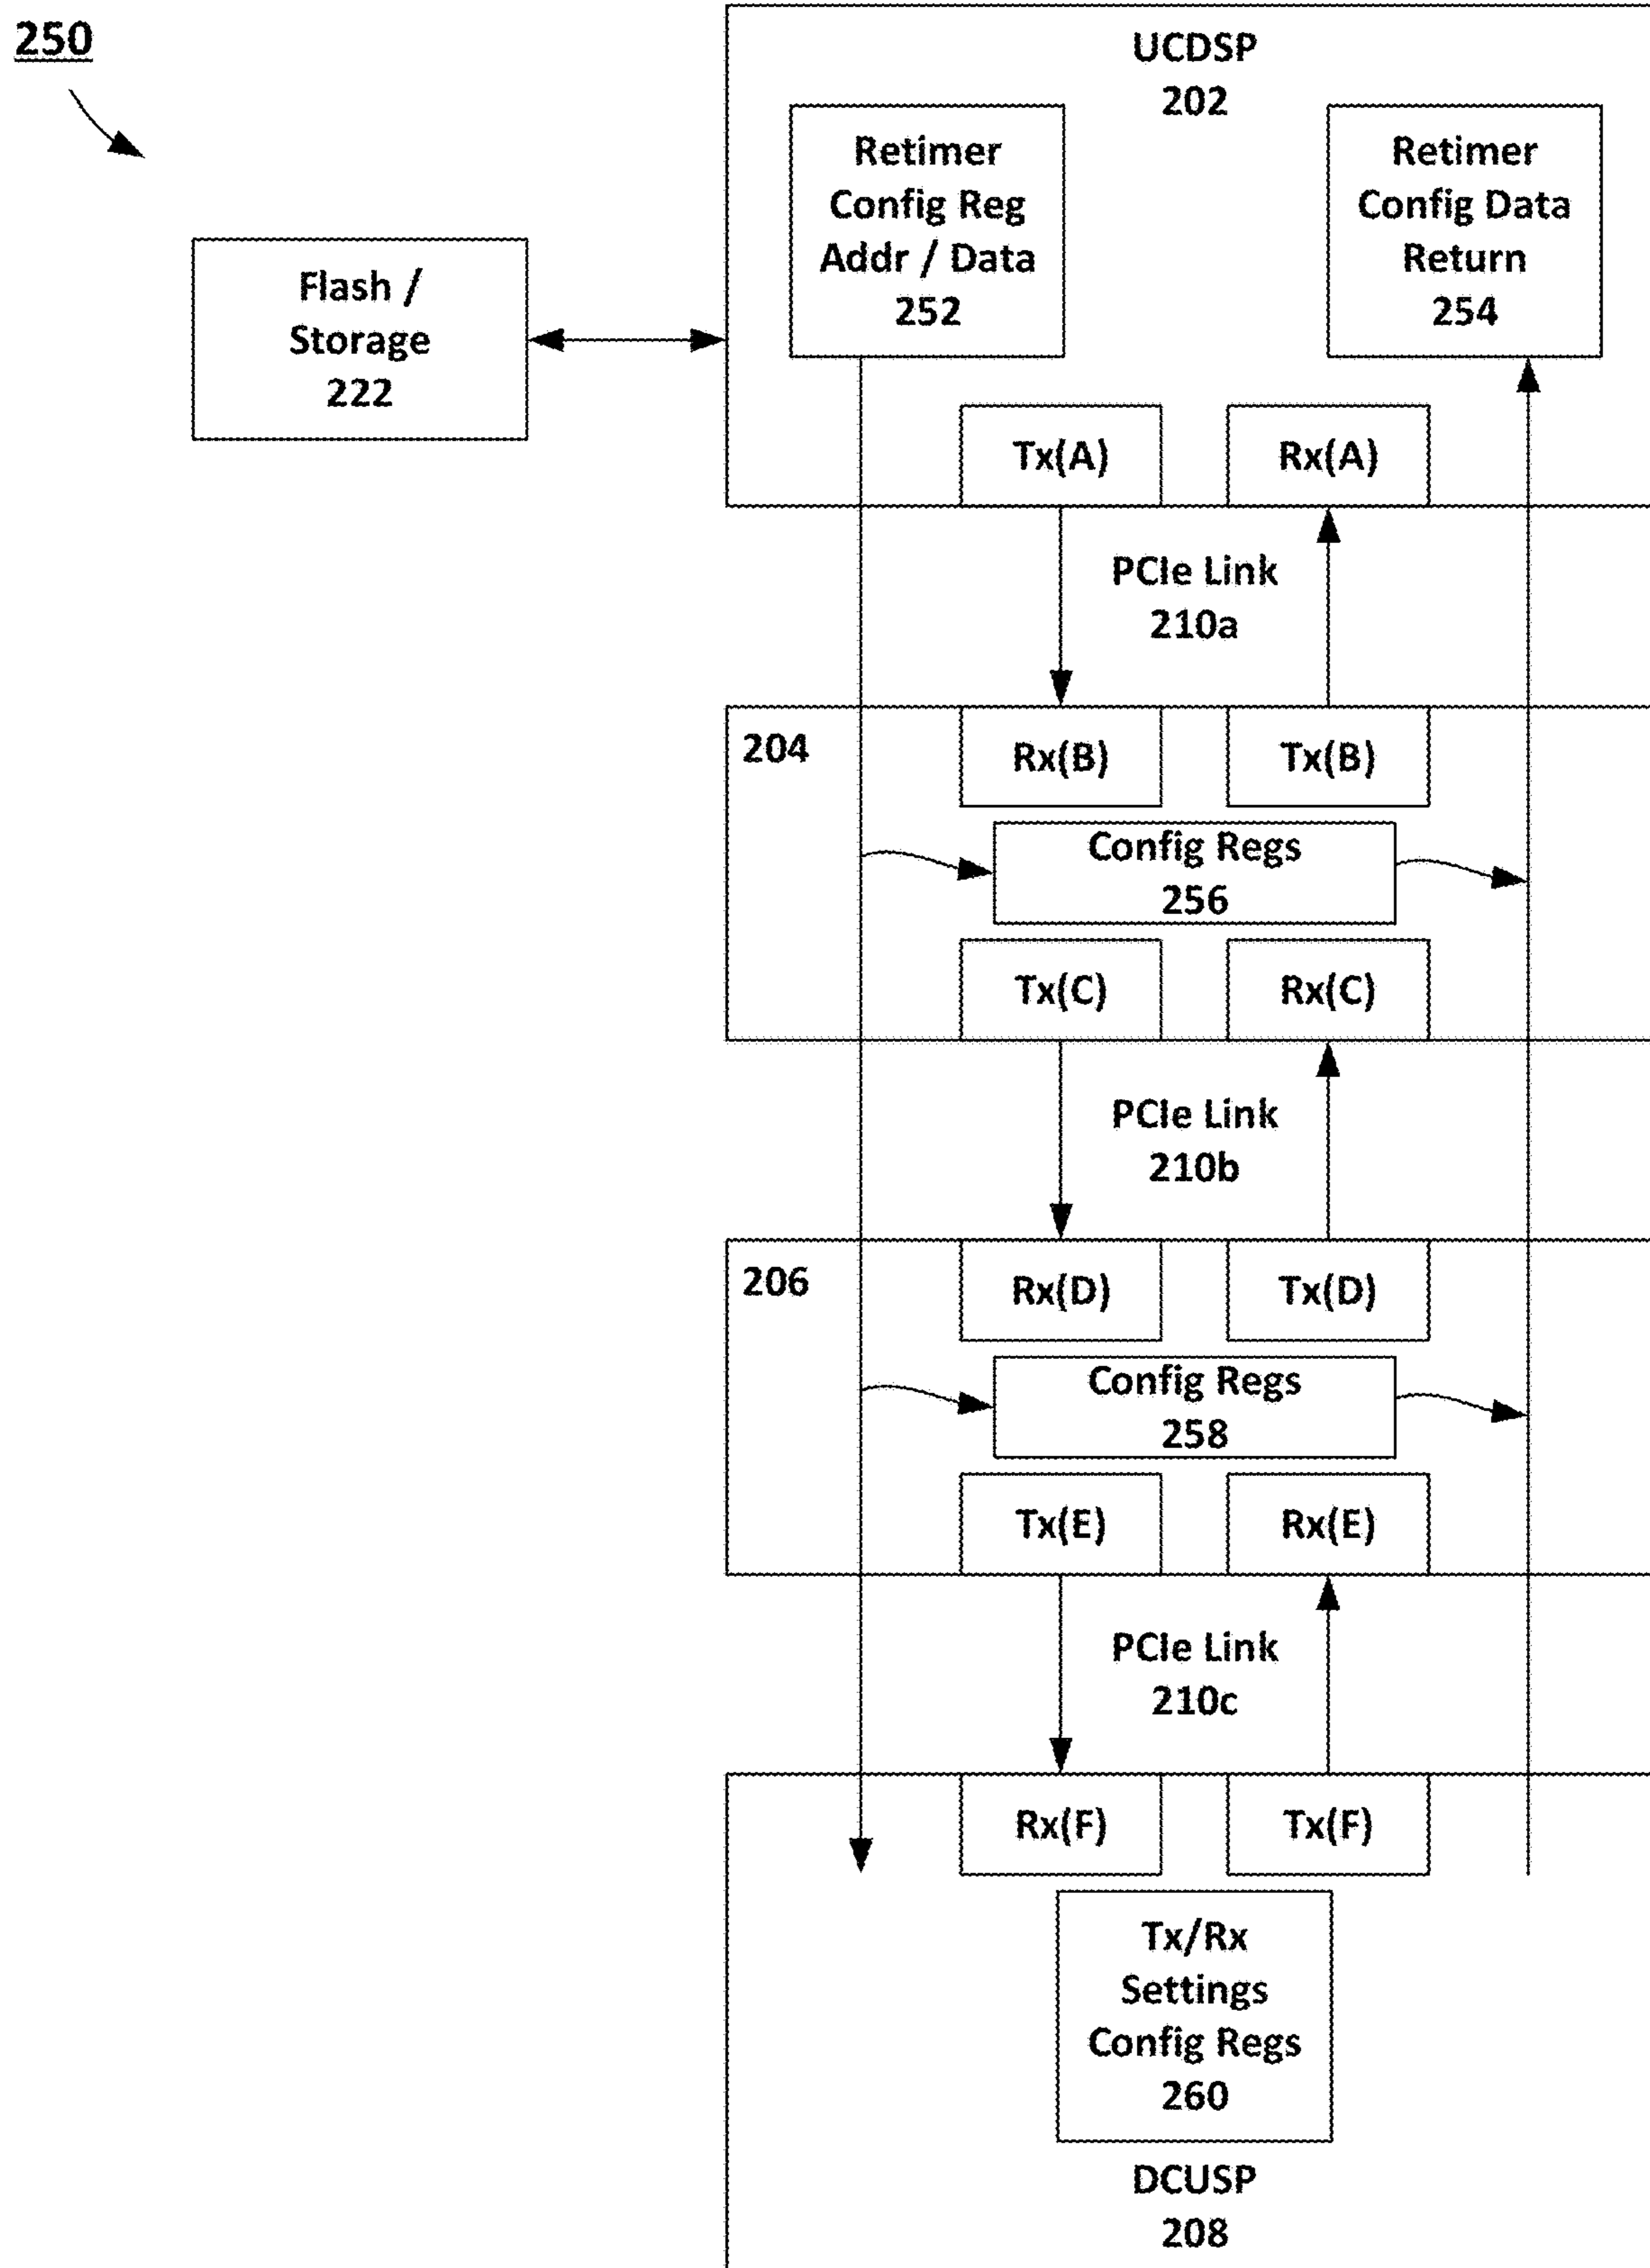 250
UCDSP
202
Retimer
Config Reg
Addr / Data
252
Retimer
Config Data
Return
254
Flash /
Storage
222
Tx(A)
Rx(A)
PCIe Link
210a
204
Rx(B)
Tx(B)
Config Regs
256
Tx(C)
Rx(C)
PCIe Link
210b
206
Rx(D)
Tx(D)
Config Regs
258
Tx(E)
Rx(E)
PCIe Link
210c
Rx(F)
Tx(F)
Tx/Rx
Settings
Config Regs
260
DCUSP
208